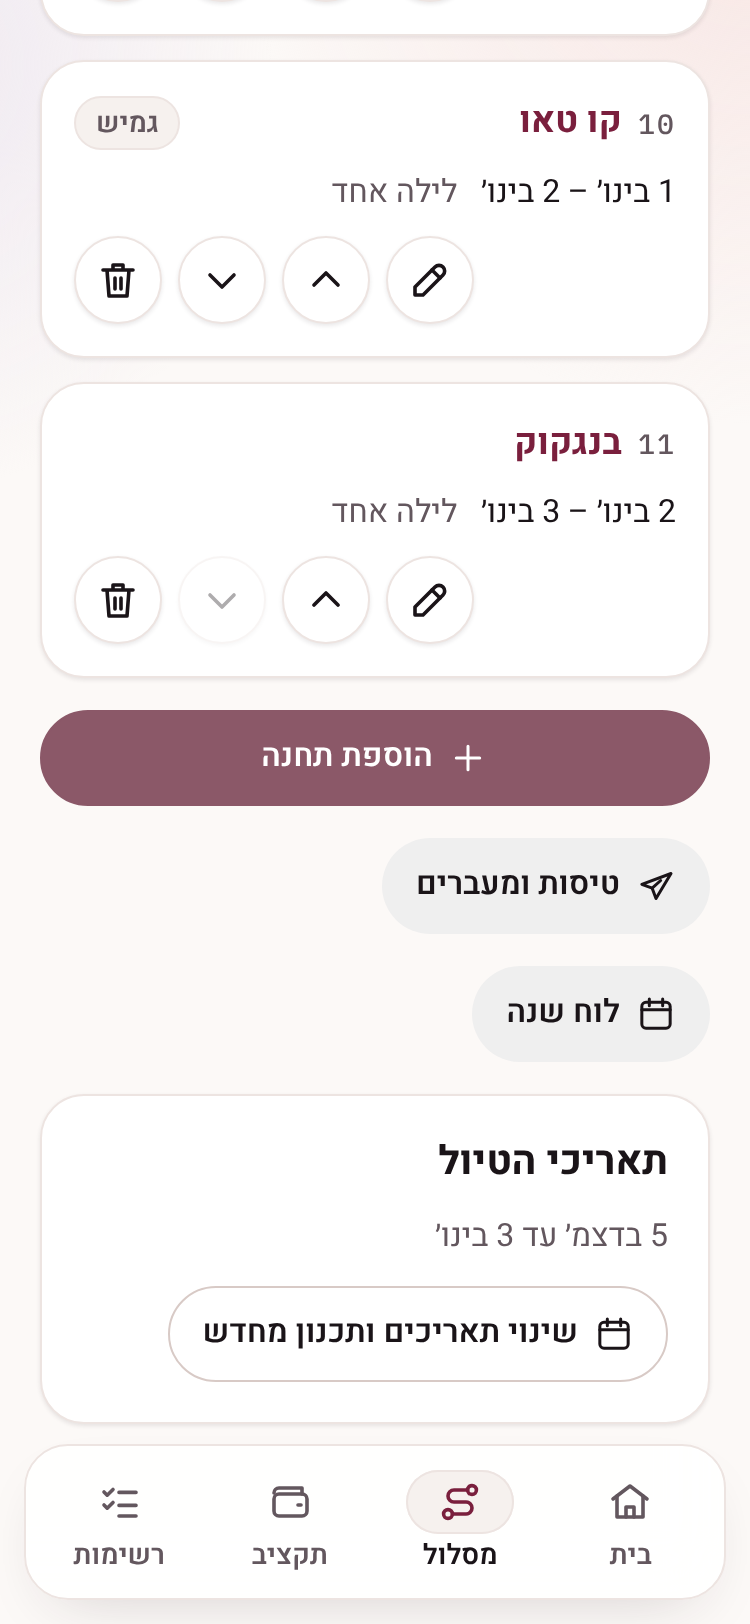 10 קו טאו גמיש
1 בינו׳ – 2 בינו׳ לילה אחד
11 בנגקוק
2 בינו׳ – 3 בינו׳ לילה אחד
הוספת תחנה
טיסות ומעברים
לוח שנה
תאריכי הטיול
5 בדצמ׳ עד 3 בינו׳
שינוי תאריכים ותכנון מחדש
בית מסלול תקציב רשימות